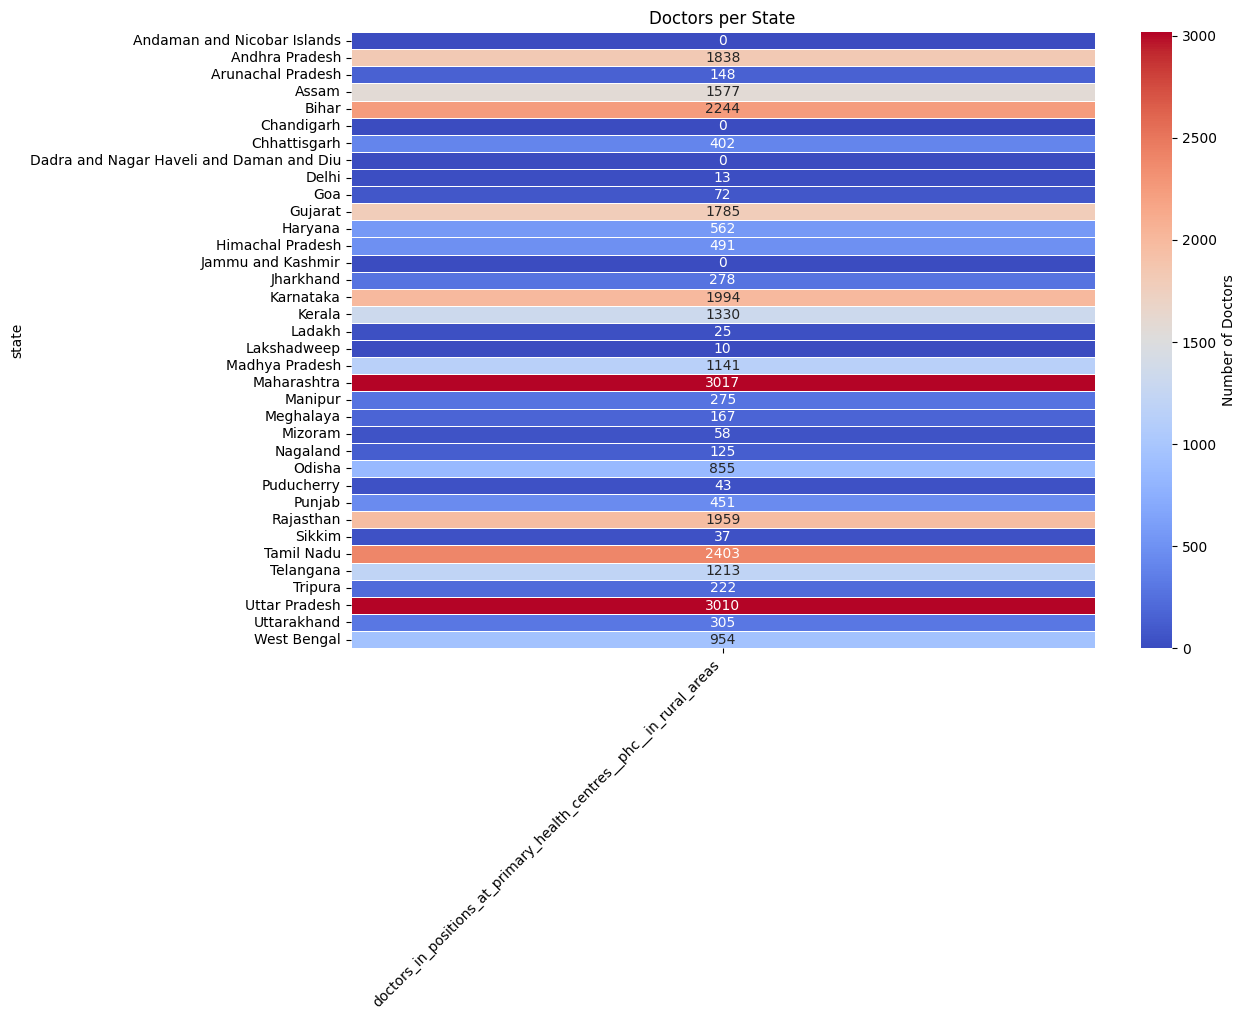 Doctors per State
Andaman and Nicobar Islands 0
Andhra Pradesh 1838
Arunachal Pradesh 148
Assam 1577
Bihar 2244
Chandigarh 0
Chhattisgarh 402
Dadra and Nagar Haveli and Daman and Diu 0
Delhi 13
Goa 72
Gujarat 1785
Haryana 562
Himachal Pradesh 491
Jammu and Kashmir 0
Jharkhand 278
Karnataka 1994
Kerala 1330
Ladakh 25
Lakshadweep 10
Madhya Pradesh 1141
Maharashtra 3017
Manipur 275
Meghalaya 167
Mizoram 58
Nagaland 125
Odisha 855
Puducherry 43
Punjab 451
Rajasthan 1959
Sikkim 37
Tamil Nadu 2403
Telangana 1213
Tripura 222
Uttar Pradesh 3010
Uttarakhand 305
West Bengal 954
state
doctors_in_positions_at_primary_health_centres__phc__in_rural_areas
3000
2500
2000
1500
1000
500
0
Number of Doctors